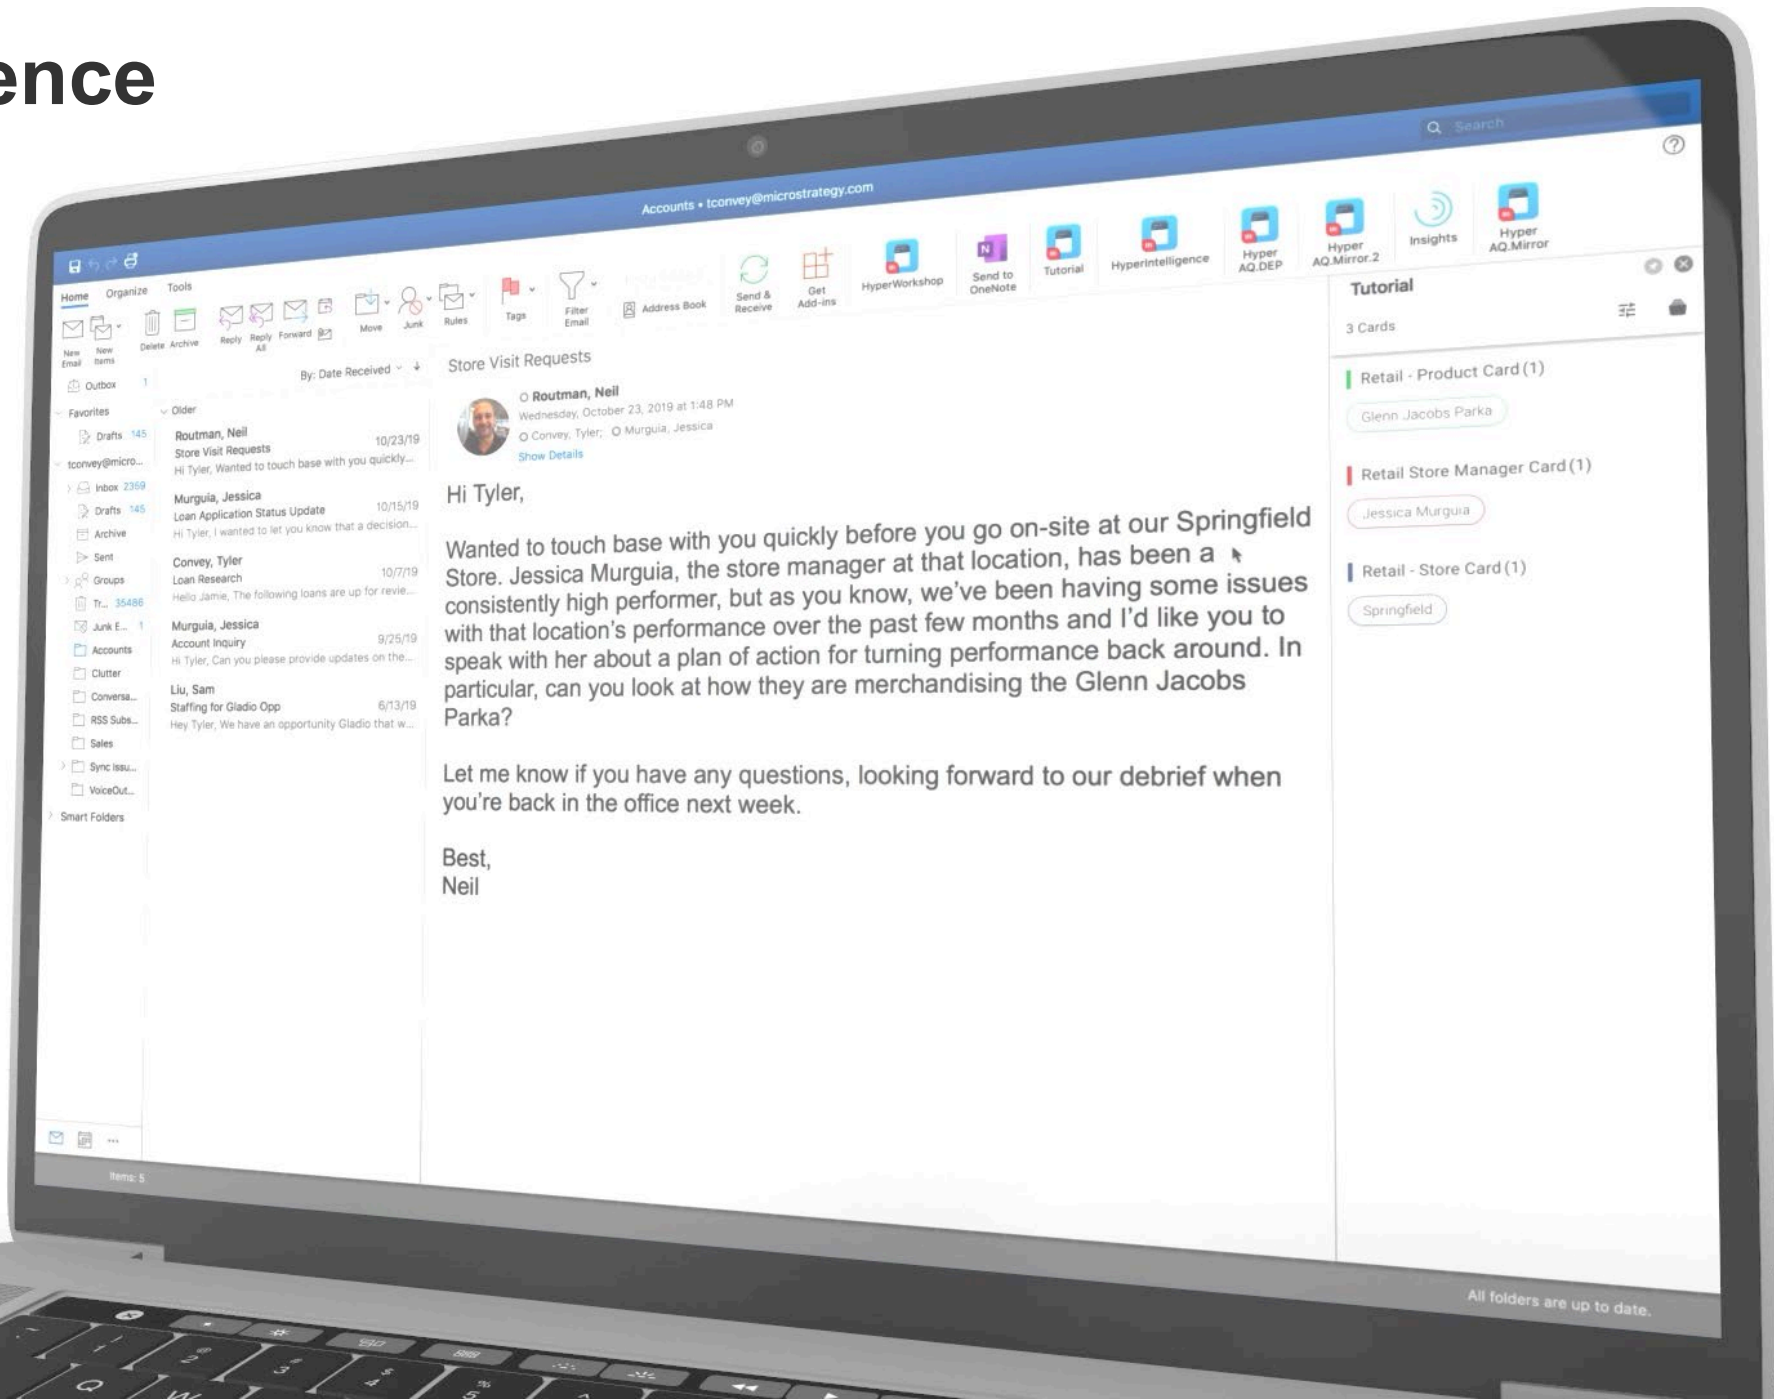 ence
Accounts • tconvey@microstrategy.com
Search
Home Organize Tools
New Email
New Items
Delete
Archive
Reply
Reply All
Forward
Move
Junk
Rules
Tags
Filter Email
Address Book
Send & Receive
Get Add-ins
HyperWorkshop
Send to OneNote
Tutorial
HyperIntelligence
Hyper AQ.DEP
Hyper AQ.Mirror.2
Insights
Hyper AQ.Mirror
Outbox 1
Favorites
Drafts 145
tconvey@micro...
Inbox 2359
Drafts 145
Archive
Sent
Groups
Tr... 35486
Junk E... 1
Accounts
Clutter
Conversa...
RSS Subs...
Sales
Sync Issu...
VoiceOut...
Smart Folders
Items: 5
By: Date Received
Older
Routman, Neil
Store Visit Requests 10/23/19
Hi Tyler, Wanted to touch base with you quickly...
Murguia, Jessica
Loan Application Status Update 10/15/19
Hi Tyler, I wanted to let you know that a decision...
Convey, Tyler
Loan Research 10/7/19
Hello Jamie, The following loans are up for revie...
Murguia, Jessica
Account Inquiry 9/25/19
Hi Tyler, Can you please provide updates on the...
Liu, Sam
Staffing for Gladio Opp 6/13/19
Hey Tyler, We have an opportunity Gladio that w...
Store Visit Requests
Routman, Neil
Wednesday, October 23, 2019 at 1:48 PM
Convey, Tyler; Murguia, Jessica
Show Details
Hi Tyler,
Wanted to touch base with you quickly before you go on-site at our Springfield
Store. Jessica Murguia, the store manager at that location, has been a
consistently high performer, but as you know, we've been having some issues
with that location's performance over the past few months and I'd like you to
speak with her about a plan of action for turning performance back around. In
particular, can you look at how they are merchandising the Glenn Jacobs
Parka?
Let me know if you have any questions, looking forward to our debrief when
you're back in the office next week.
Best,
Neil
Tutorial
3 Cards
Retail - Product Card (1)
Glenn Jacobs Parka
Retail Store Manager Card (1)
Jessica Murguia
Retail - Store Card (1)
Springfield
All folders are up to date.